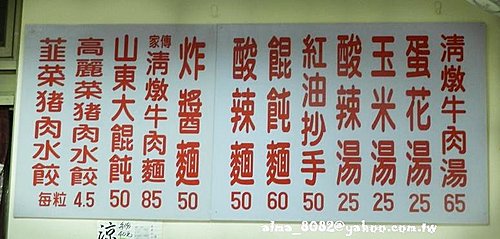 清燉牛肉湯 65
蛋花湯 25
玉米湯 25
酸辣湯 25
紅油抄手 50
餛飩麵 60
酸辣麵 50
炸醬麵 50
家傳清燉牛肉麵 85
山東大餛飩 50
高麗菜猪肉水餃 4.5
韮菜猪肉水餃 每粒
涼
alma_8082@yahoo.com.tw